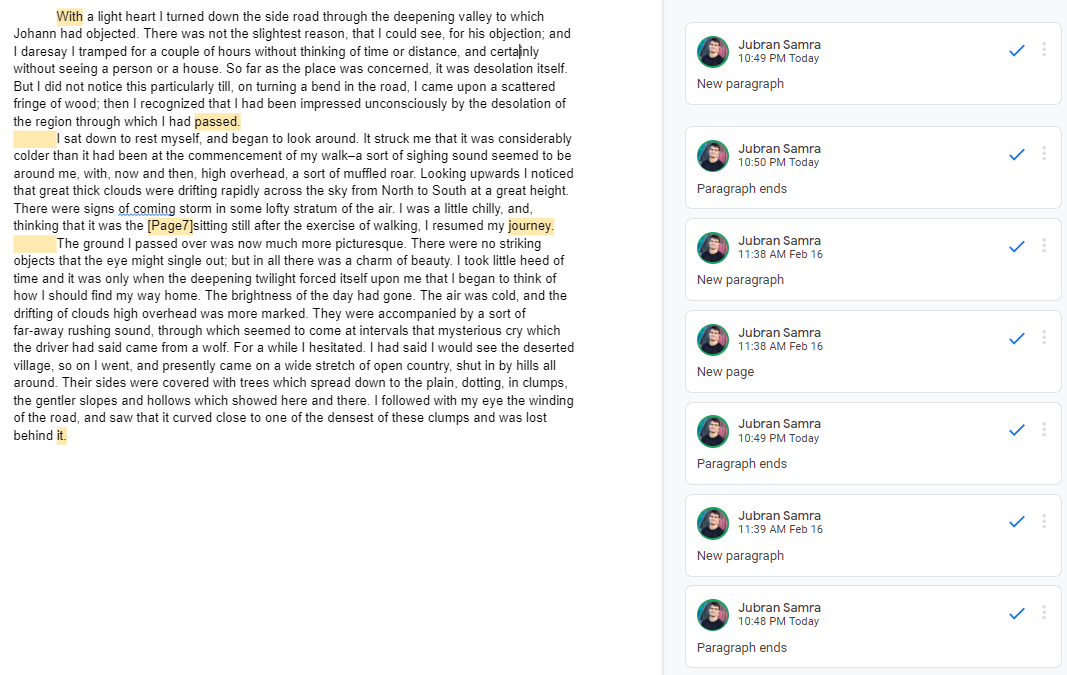 With a light heart I turned down the side road through the deepening valley to which
Johann had objected. There was not the slightest reason, that I could see, for his objection; and
I daresay I tramped for a couple of hours without thinking of time or distance, and certainly
without seeing a person or a house. So far as the place was concerned, it was desolation itself.
But I did not notice this particularly till, on turning a bend in the road, I came upon a scattered
fringe of wood; then I recognized that I had been impressed unconsciously by the desolation of
the region through which I had passed.
I sat down to rest myself, and began to look around. It struck me that it was considerably
colder than it had been at the commencement of my walk–a sort of sighing sound seemed to be
around me, with, now and then, high overhead, a sort of muffled roar. Looking upwards I noticed
that great thick clouds were drifting rapidly across the sky from North to South at a great height.
There were signs of coming storm in some lofty stratum of the air. I was a little chilly, and,
thinking that it was the [Page7]sitting still after the exercise of walking, I resumed my journey.
The ground I passed over was now much more picturesque. There were no striking
objects that the eye might single out; but in all there was a charm of beauty. I took little heed of
time and it was only when the deepening twilight forced itself upon me that I began to think of
how I should find my way home. The brightness of the day had gone. The air was cold, and the
drifting of clouds high overhead was more marked. They were accompanied by a sort of
far-away rushing sound, through which seemed to come at intervals that mysterious cry which
the driver had said came from a wolf. For a while I hesitated. I had said I would see the deserted
village, so on I went, and presently came on a wide stretch of open country, shut in by hills all
around. Their sides were covered with trees which spread down to the plain, dotting, in clumps,
the gentler slopes and hollows which showed here and there. I followed with my eye the winding
of the road, and saw that it curved close to one of the densest of these clumps and was lost
behind it.
Jubran Samra
10:49 PM Today
New paragraph
Jubran Samra
10:50 PM Today
Paragraph ends
Jubran Samra
11:38 AM Feb 16
New paragraph
Jubran Samra
11:38 AM Feb 16
New page
Jubran Samra
10:49 PM Today
Paragraph ends
Jubran Samra
11:39 AM Feb 16
New paragraph
Jubran Samra
10:48 PM Today
Paragraph ends